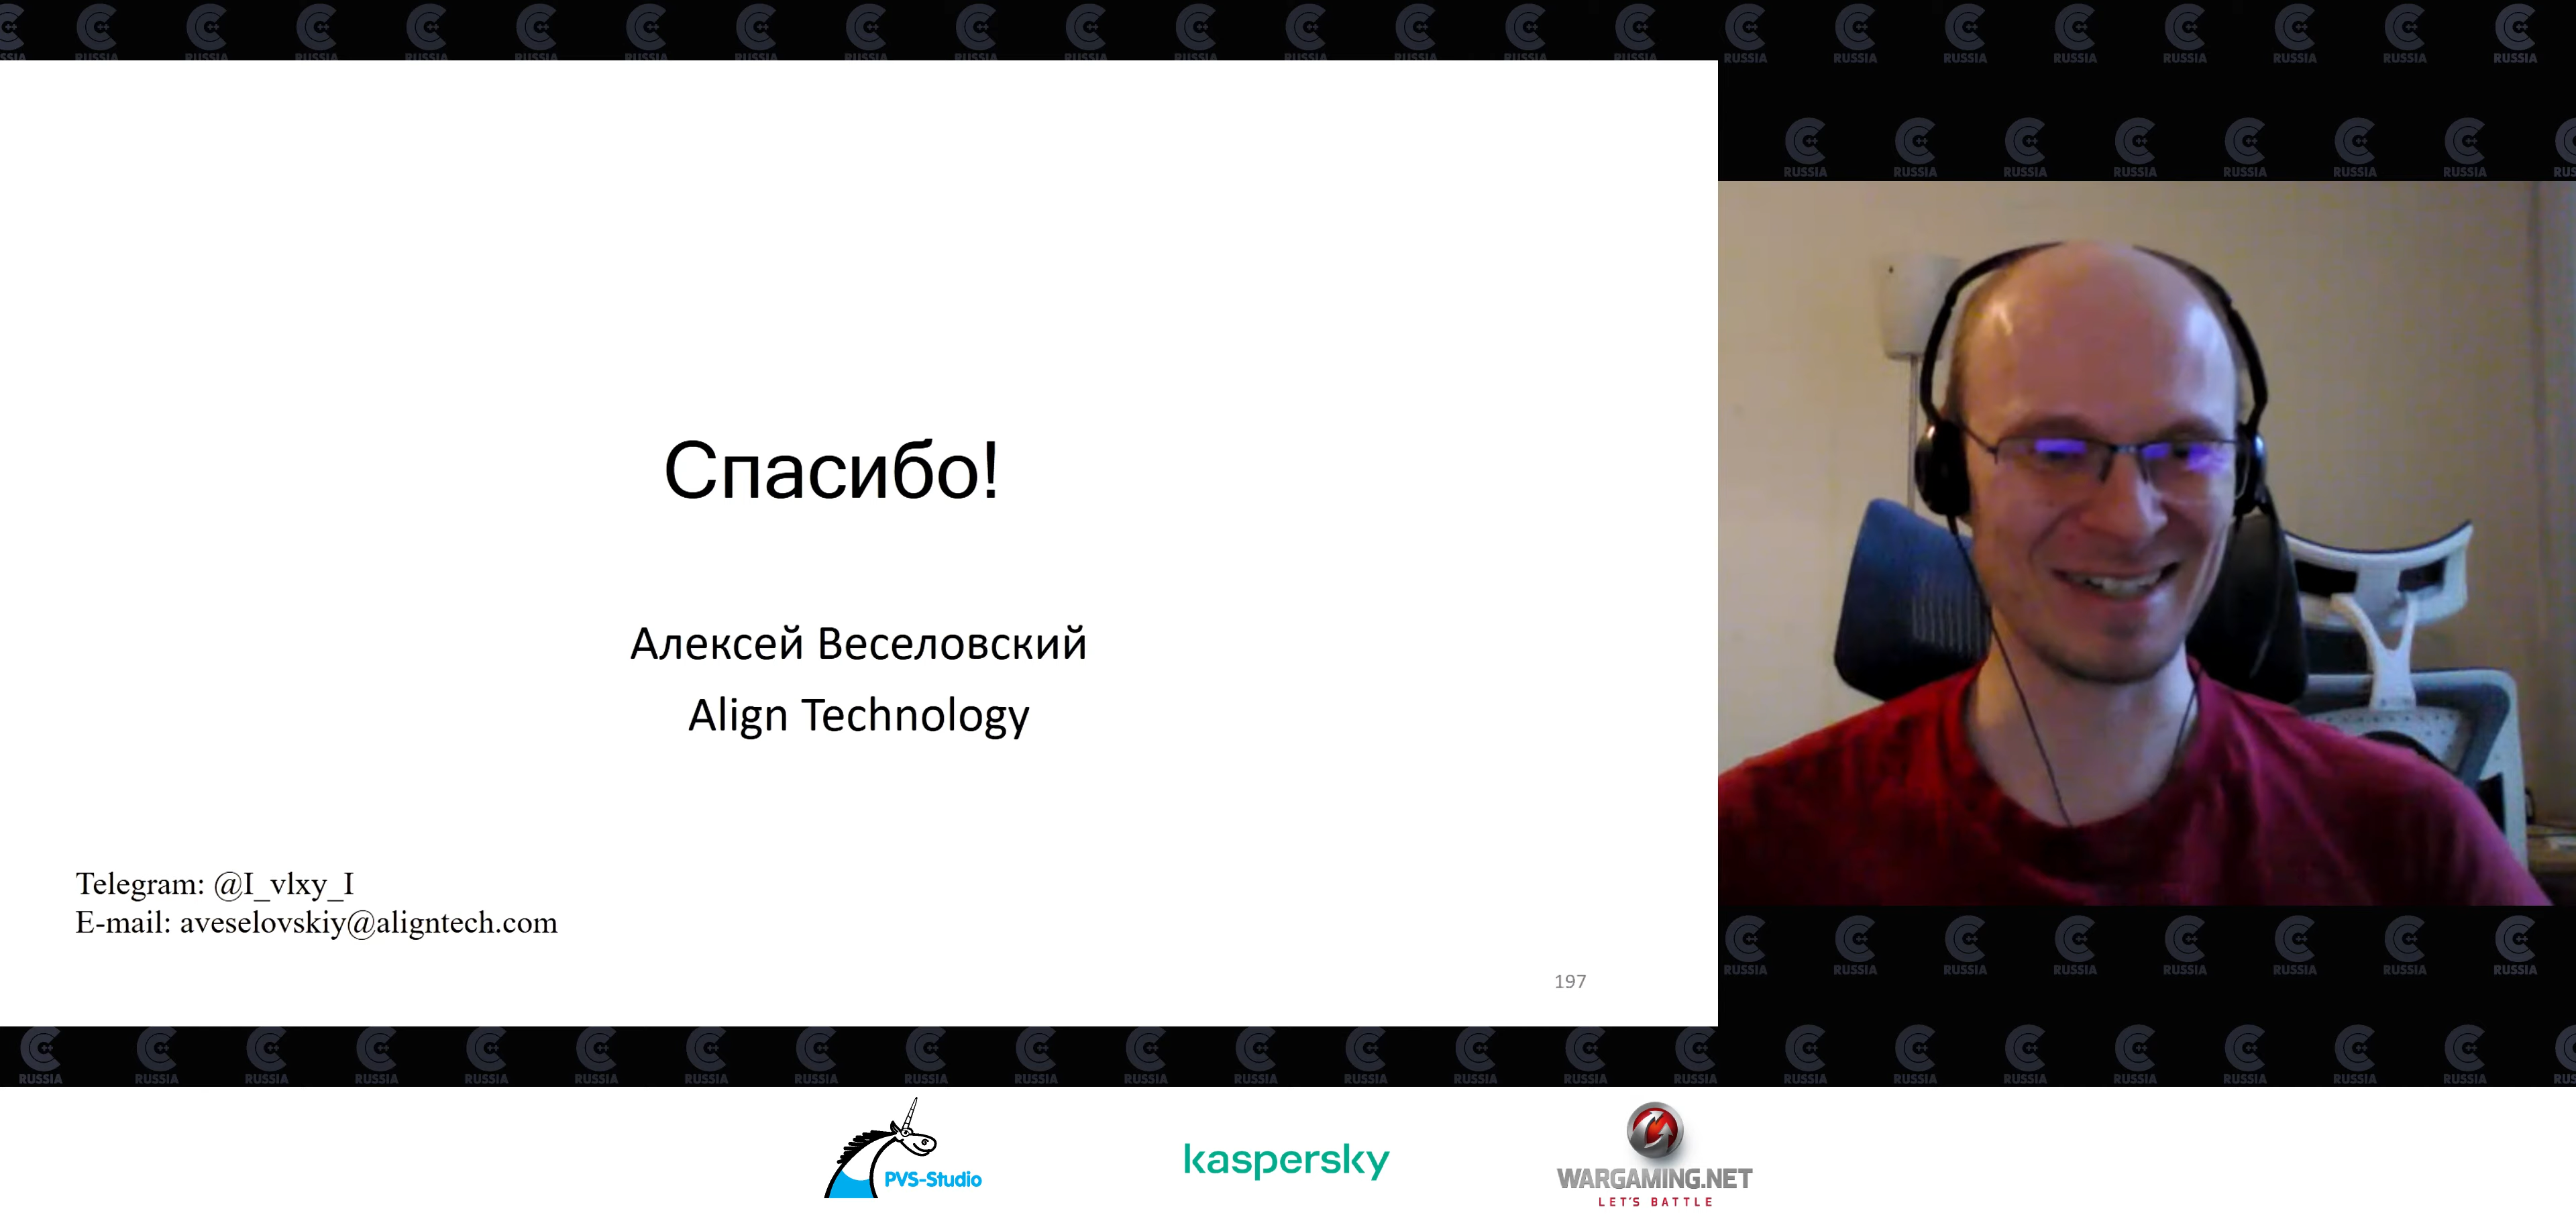 Спасибо!
Алексей Веселовский
Align Technology
Telegram: @I_vlxy_I
E-mail: aveselovskiy@aligntech.com
197
RUSSIA
PVS-Studio
kaspersky
WARGAMING.NET
LET'S BATTLE